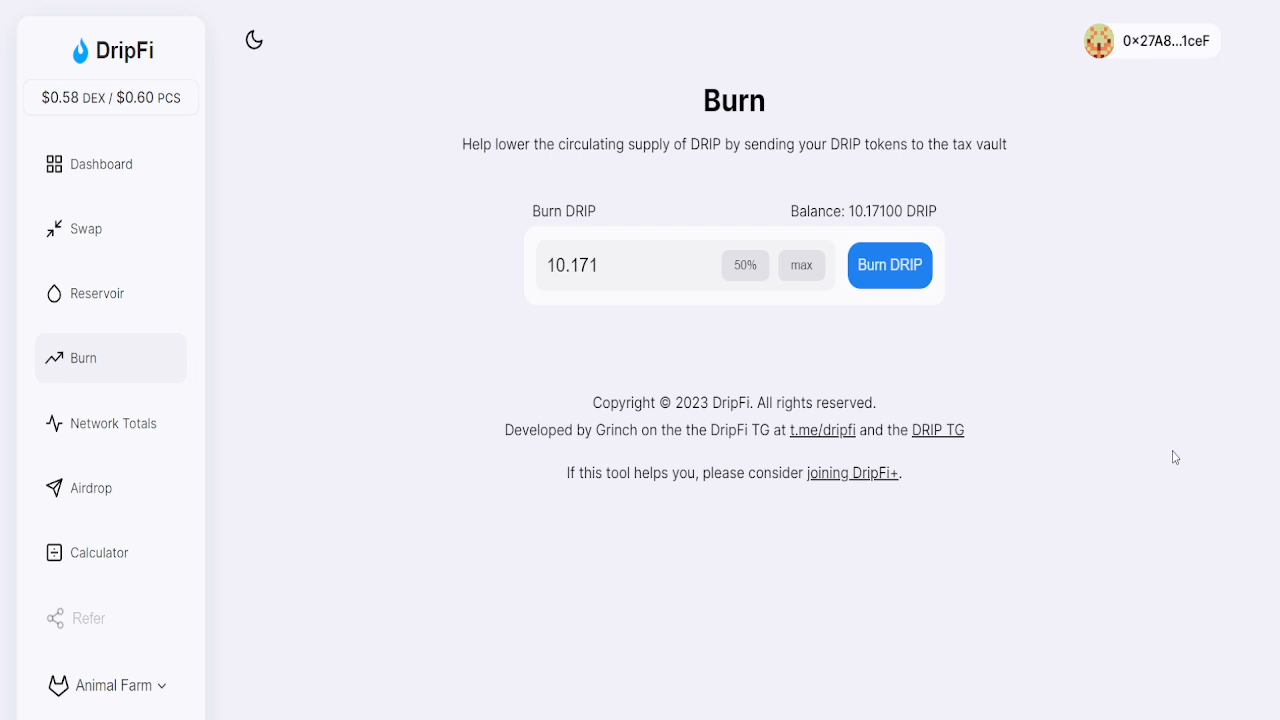 DripFi
$0.58 DEX / $0.60 PCS
Dashboard
Swap
Reservoir
Burn
Network Totals
Airdrop
Calculator
Refer
Animal Farm
0×27A8...1ceF
Burn
Help lower the circulating supply of DRIP by sending your DRIP tokens to the tax vault
Burn DRIP
Balance: 10.17100 DRIP
10.171
50%
max
Burn DRIP
Copyright © 2023 DripFi. All rights reserved.
Developed by Grinch on the the DripFi TG at t.me/dripfi and the DRIP TG
If this tool helps you, please consider joining DripFi+.